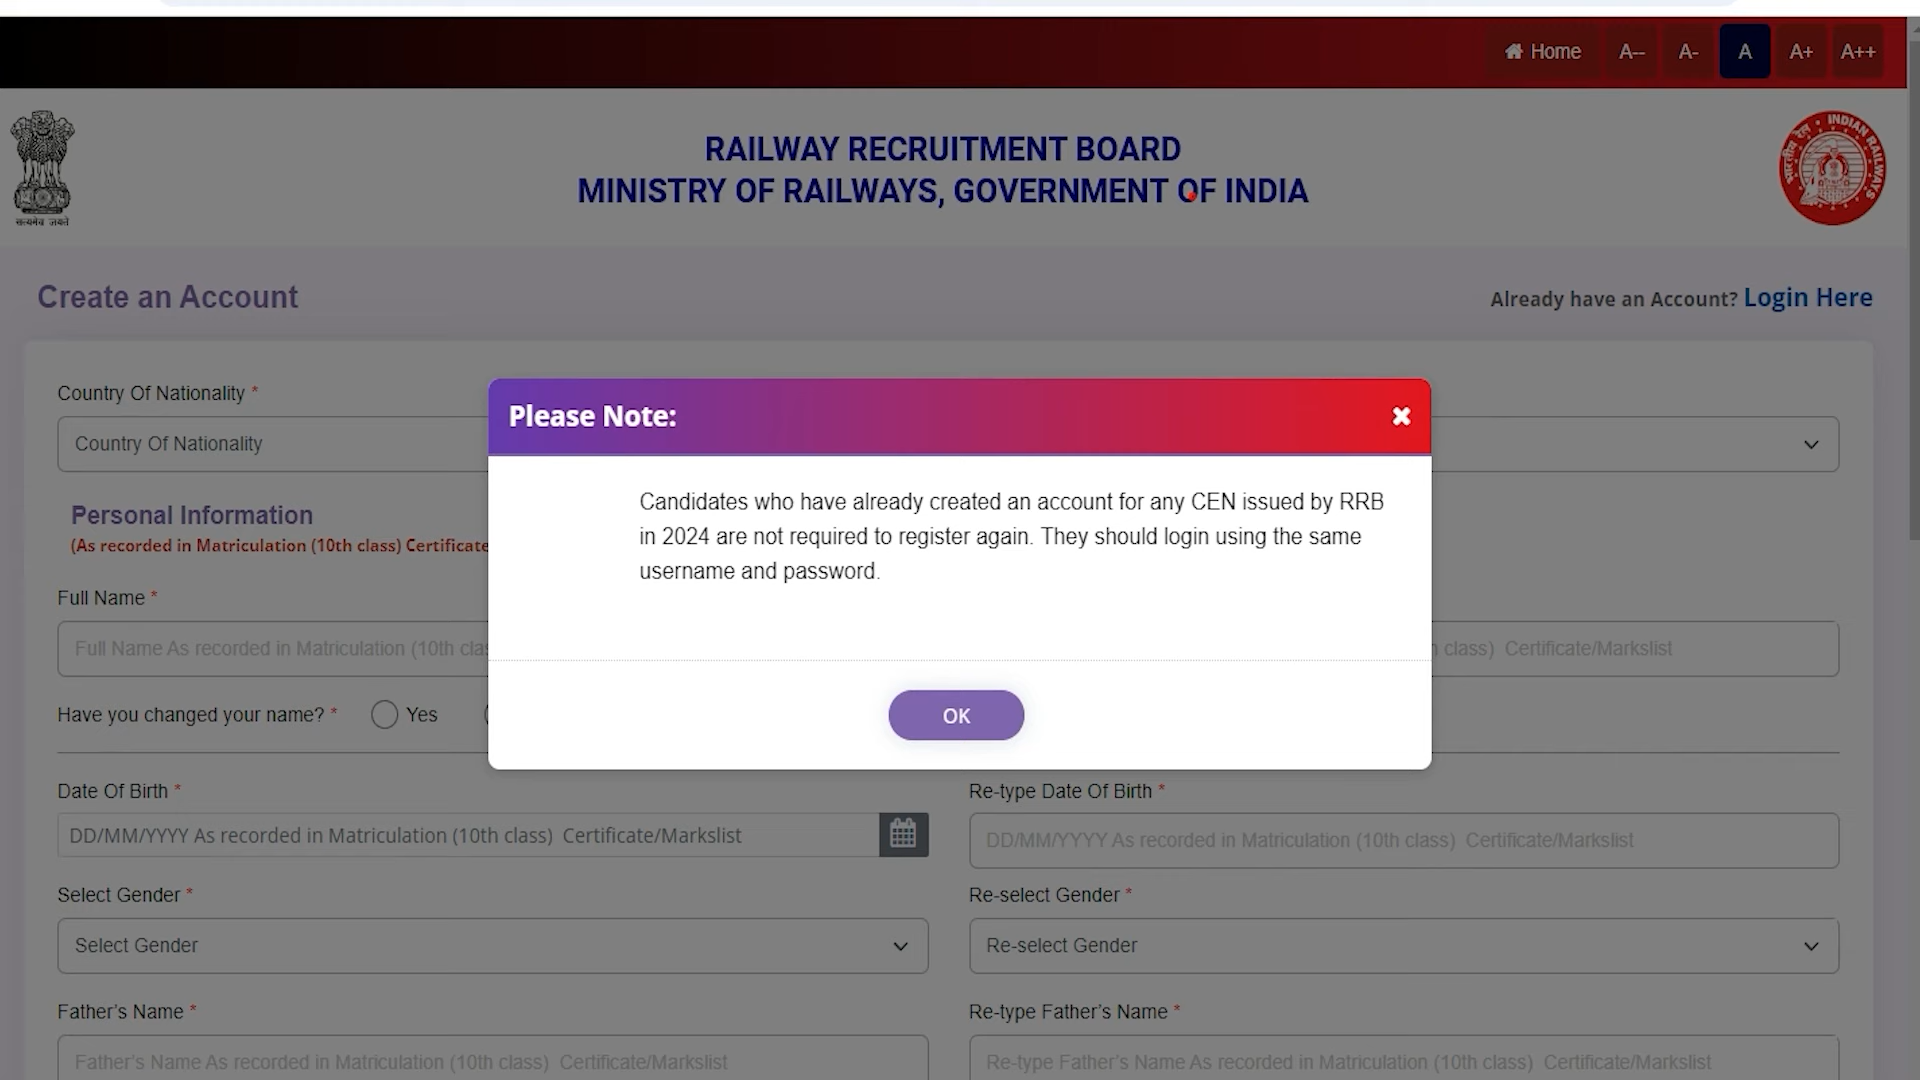 Home A-- A- A A+ A++
RAILWAY RECRUITMENT BOARD
MINISTRY OF RAILWAYS, GOVERNMENT OF INDIA
सत्यमेव जयते
भारतीय रेल INDIAN RAILWAYS
Create an Account
Already have an Account? Login Here
Country Of Nationality *
Country Of Nationality
Please Note:
Candidates who have already created an account for any CEN issued by RRB
in 2024 are not required to register again. They should login using the same
username and password.
OK
Personal Information
(As recorded in Matriculation (10th class) Certificate
Full Name *
Full Name As recorded in Matriculation (10th clas
class) Certificate/Markslist
Have you changed your name? * Yes
Date Of Birth *
Re-type Date Of Birth *
DD/MM/YYYY As recorded in Matriculation (10th class) Certificate/Markslist
DD/MM/YYYY As recorded in Matriculation (10th class) Certificate/Markslist
Select Gender *
Re-select Gender *
Select Gender
Re-select Gender
Father's Name *
Re-type Father's Name *
Father's Name As recorded in Matriculation (10th class) Certificate/Markslist
Re-type Father's Name As recorded in Matriculation (10th class) Certificate/Markslist